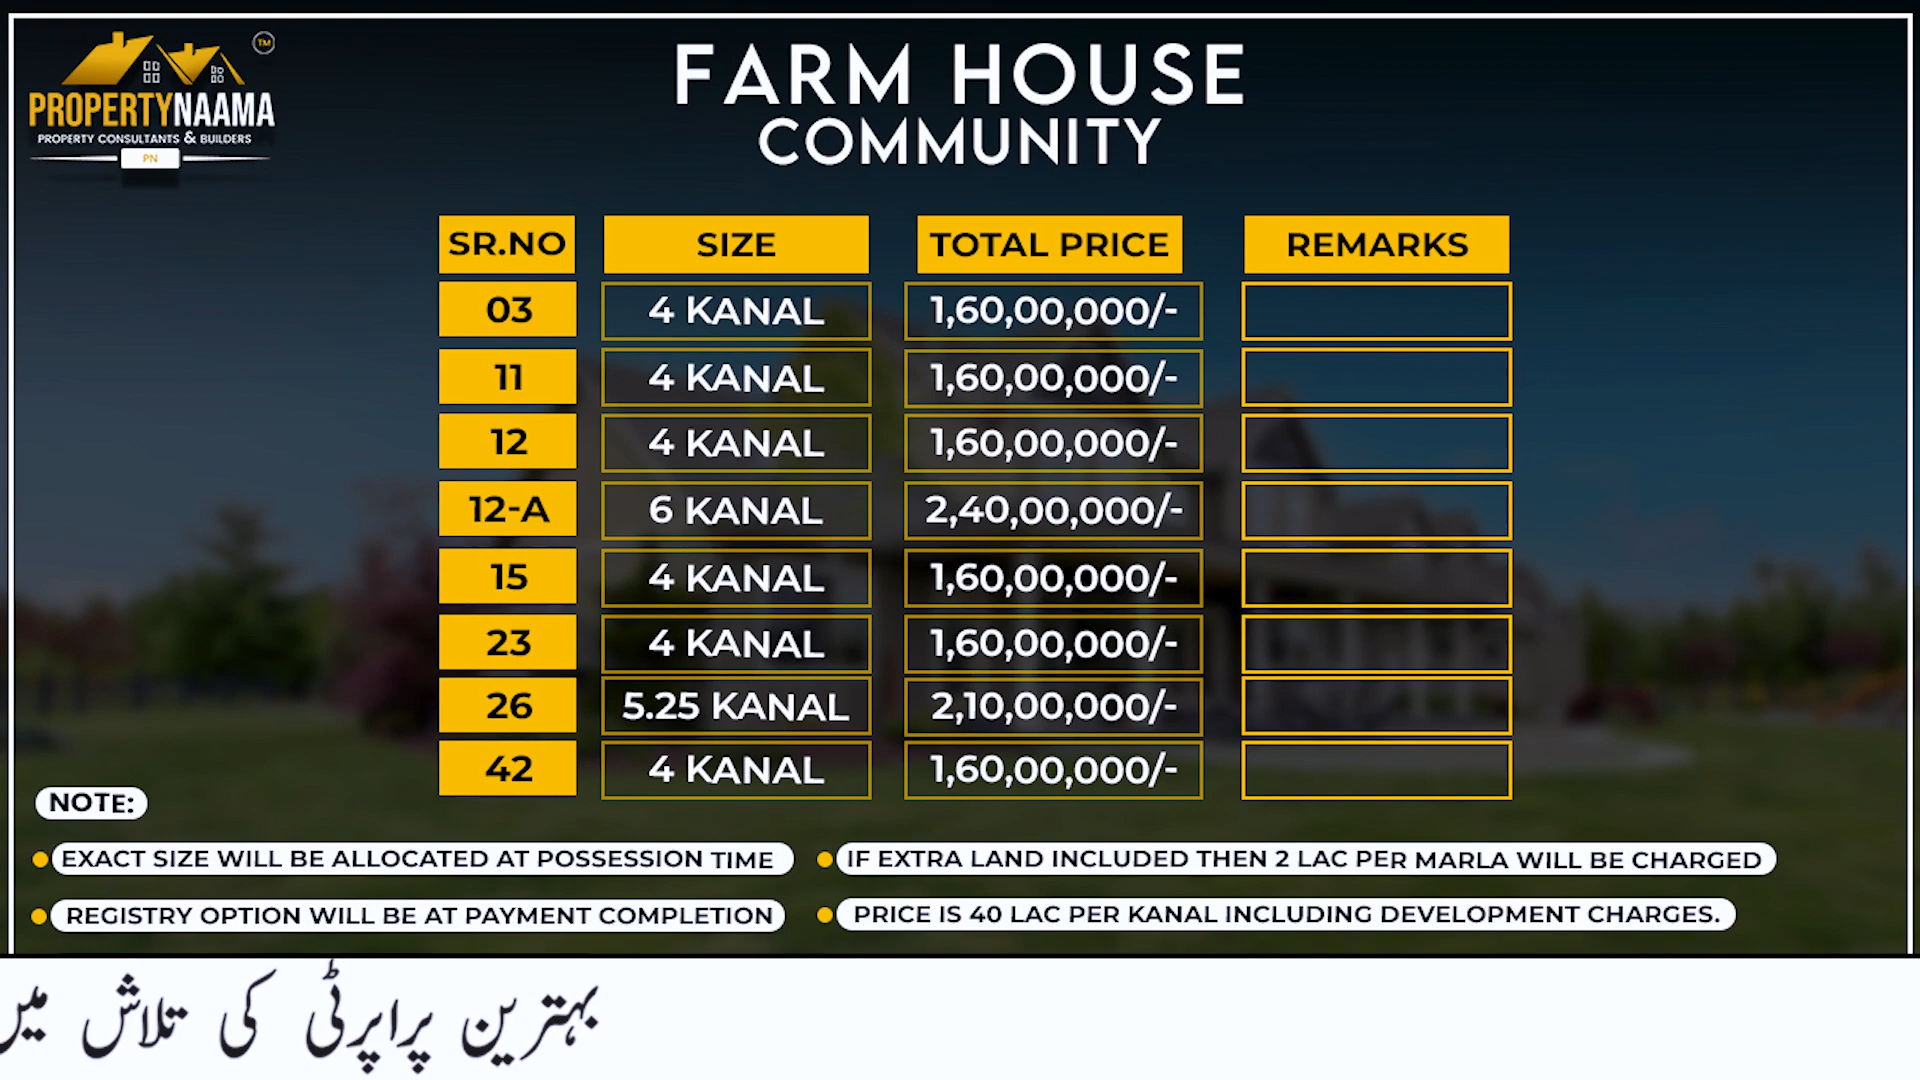 PROPERTYNAAMA
TM
PROPERTY CONSULTANTS & BUILDERS
PN
FARM HOUSE
COMMUNITY
SR.NO SIZE TOTAL PRICE REMARKS
03 4 KANAL 1,60,00,000/-
11 4 KANAL 1,60,00,000/-
12 4 KANAL 1,60,00,000/-
12-A 6 KANAL 2,40,00,000/-
15 4 KANAL 1,60,00,000/-
23 4 KANAL 1,60,00,000/-
26 5.25 KANAL 2,10,00,000/-
42 4 KANAL 1,60,00,000/-
NOTE:
EXACT SIZE WILL BE ALLOCATED AT POSSESSION TIME
IF EXTRA LAND INCLUDED THEN 2 LAC PER MARLA WILL BE CHARGED
REGISTRY OPTION WILL BE AT PAYMENT COMPLETION
PRICE IS 40 LAC PER KANAL INCLUDING DEVELOPMENT CHARGES.
بہترین پراپرٹی کی تلاش میں